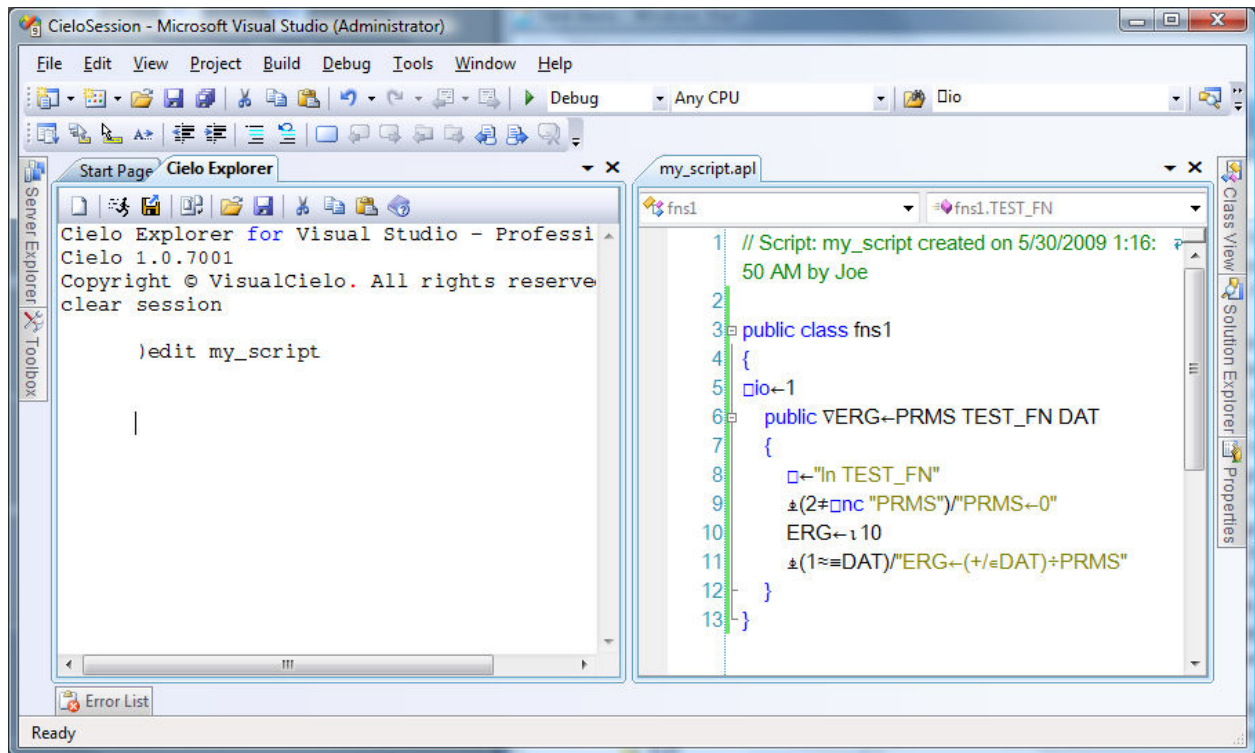 CieloSession - Microsoft Visual Studio (Administrator)
File Edit View Project Build Debug Tools Window Help
Debug Any CPU ⎕io
Server Explorer
Toolbox
Start Page Cielo Explorer
Cielo Explorer for Visual Studio - Professi
Cielo 1.0.7001
Copyright © VisualCielo. All rights reserve
clear session
)edit my_script
my_script.apl
fns1 fns1.TEST_FN
1 // Script: my_script created on 5/30/2009 1:16:
50 AM by Joe
2
3 public class fns1
4 {
5 ⎕io←1
6 public ∇ERG←PRMS TEST_FN DAT
7 {
8 ⎕←"In TEST_FN"
9 ⍎(2≠⎕nc "PRMS")/"PRMS←0"
10 ERG←⍳10
11 ⍎(1≈≡DAT)/"ERG←(+/∊DAT)÷PRMS"
12 }
13 }
Class View
Solution Explorer
Properties
Error List
Ready